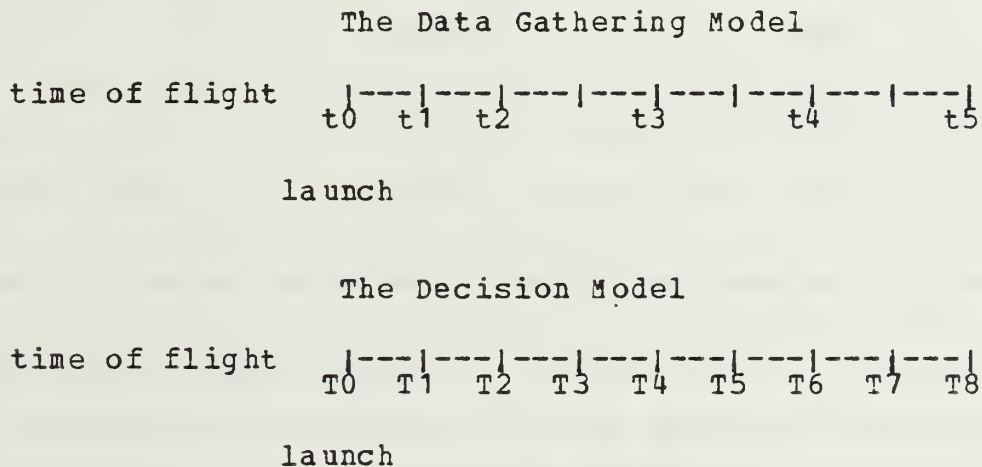 The Data Gathering Model
time of flight |---|---|---|---|---|---|---|---|
t0 t1 t2 t3 t4 t5
launch
The Decision Model
time of flight |---|---|---|---|---|---|---|---|
T0 T1 T2 T3 T4 T5 T6 T7 T8
launch